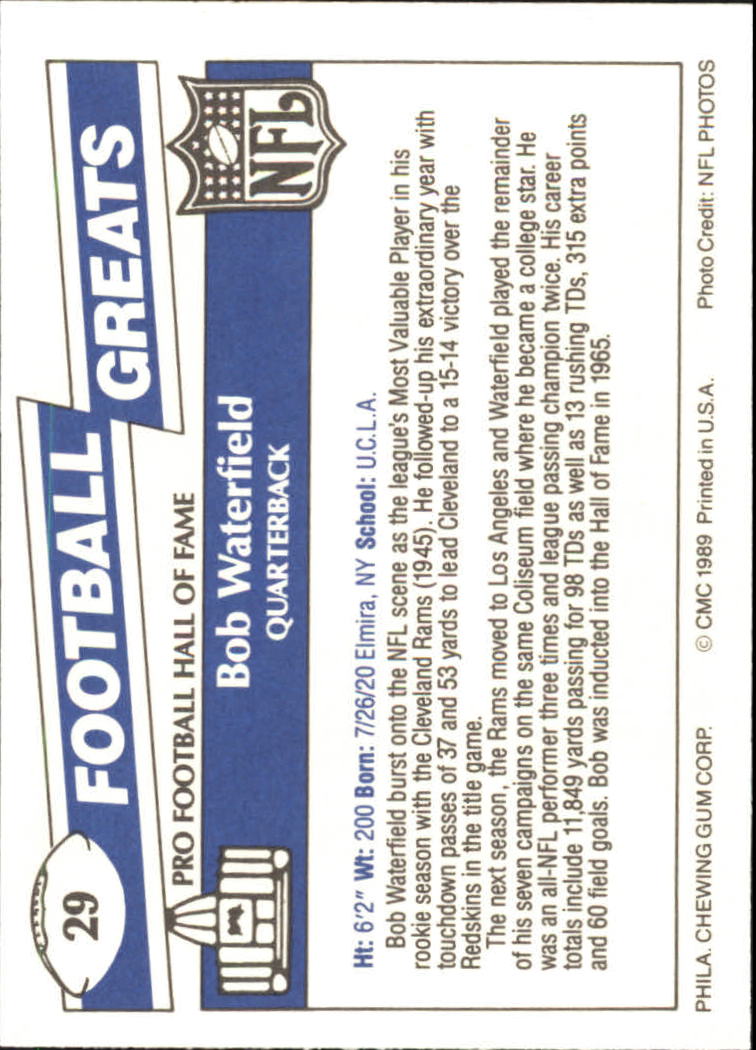 29
FOOTBALL
GREATS
PRO FOOTBALL HALL OF FAME
NFL
Bob Waterfield
QUARTERBACK
Ht: 6'2" Wt: 200 Born: 7/26/20 Elmira, NY School: U.C.L.A.
Bob Waterfield burst onto the NFL scene as the league's Most Valuable Player in his
rookie season with the Cleveland Rams (1945). He followed-up his extraordinary year with
touchdown passes of 37 and 53 yards to lead Cleveland to a 15-14 victory over the
Redskins in the title game.
The next season, the Rams moved to Los Angeles and Waterfield played the remainder
of his seven campaigns on the same Coliseum field where he became a college star. He
was an all-NFL performer three times and league passing champion twice. His career
totals include 11,849 yards passing for 98 TDs as well as 13 rushing TDs, 315 extra points
and 60 field goals. Bob was inducted into the Hall of Fame in 1965.
PHILA. CHEWING GUM CORP. © CMC 1989 Printed in U.S.A. Photo Credit: NFL PHOTOS